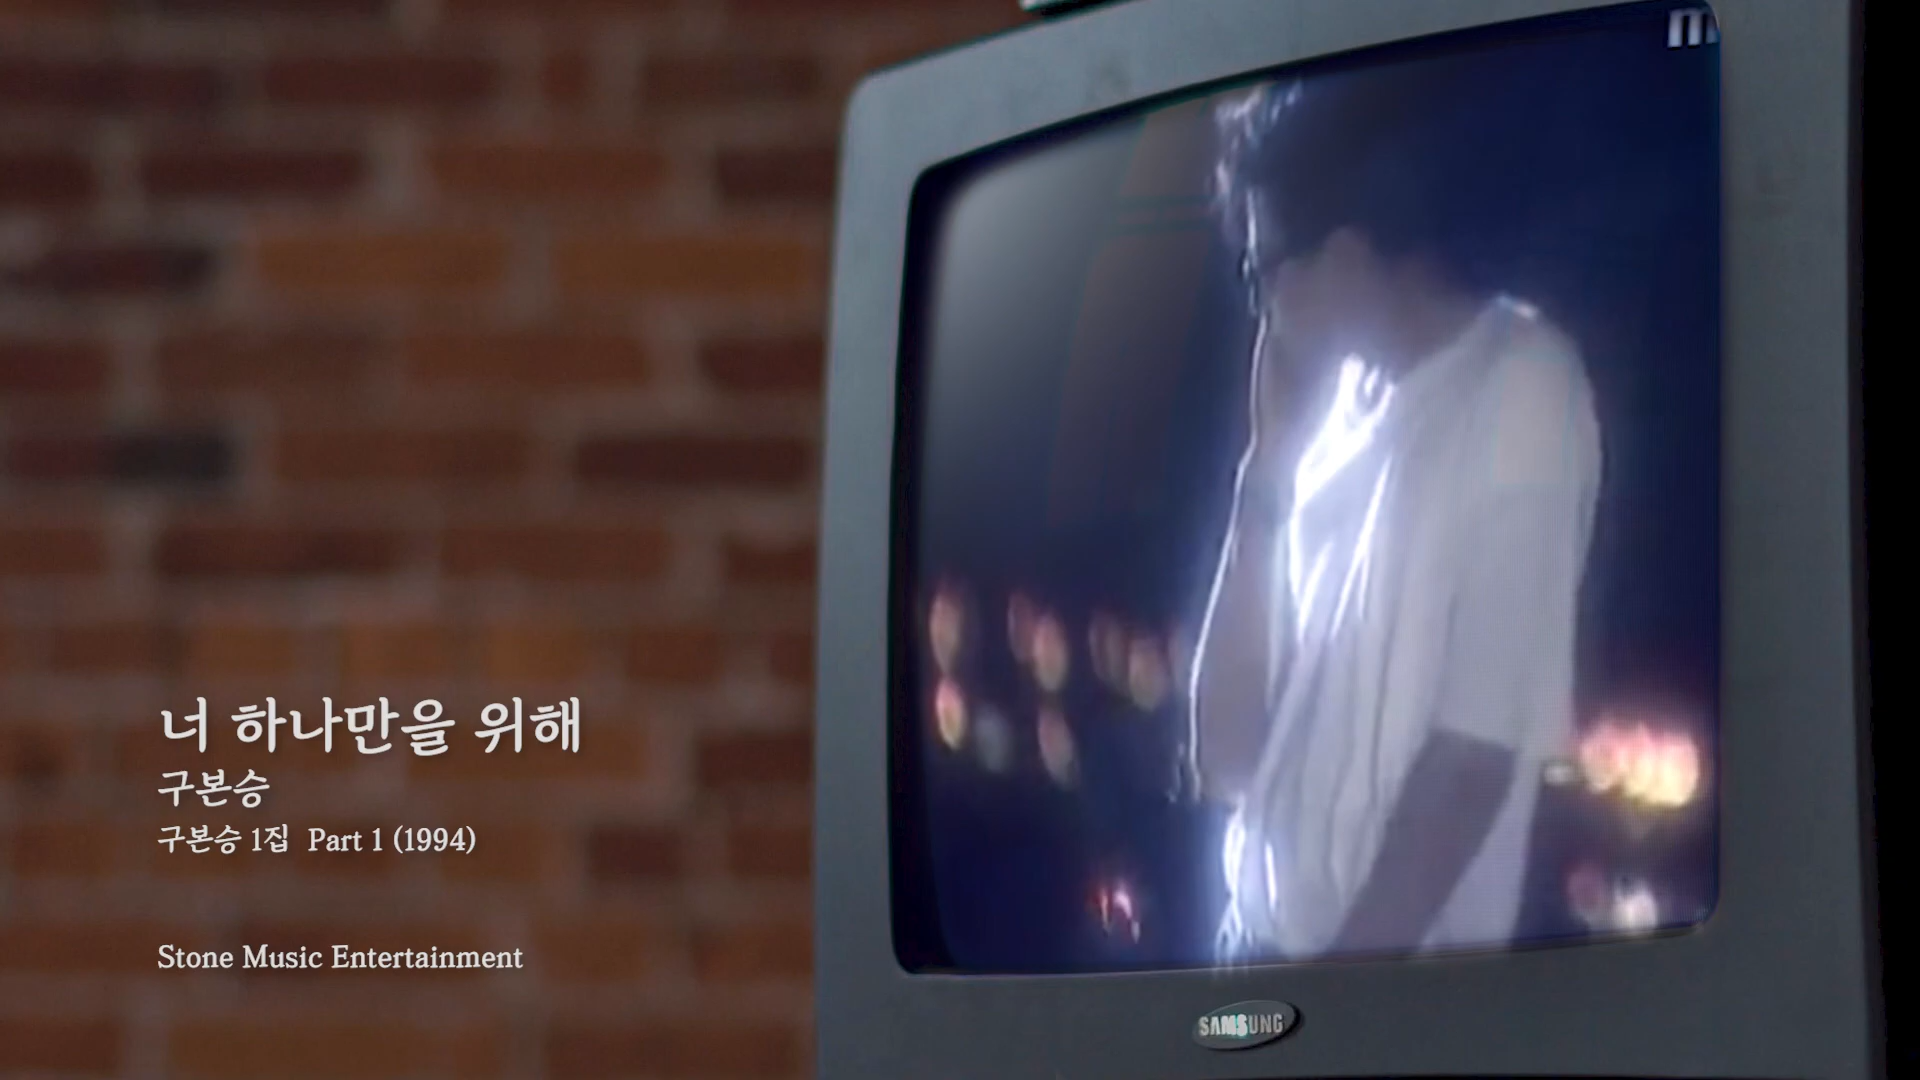 너 하나만을 위해
구본승
구본승 1집 Part 1 (1994)
Stone Music Entertainment
SAMSUNG